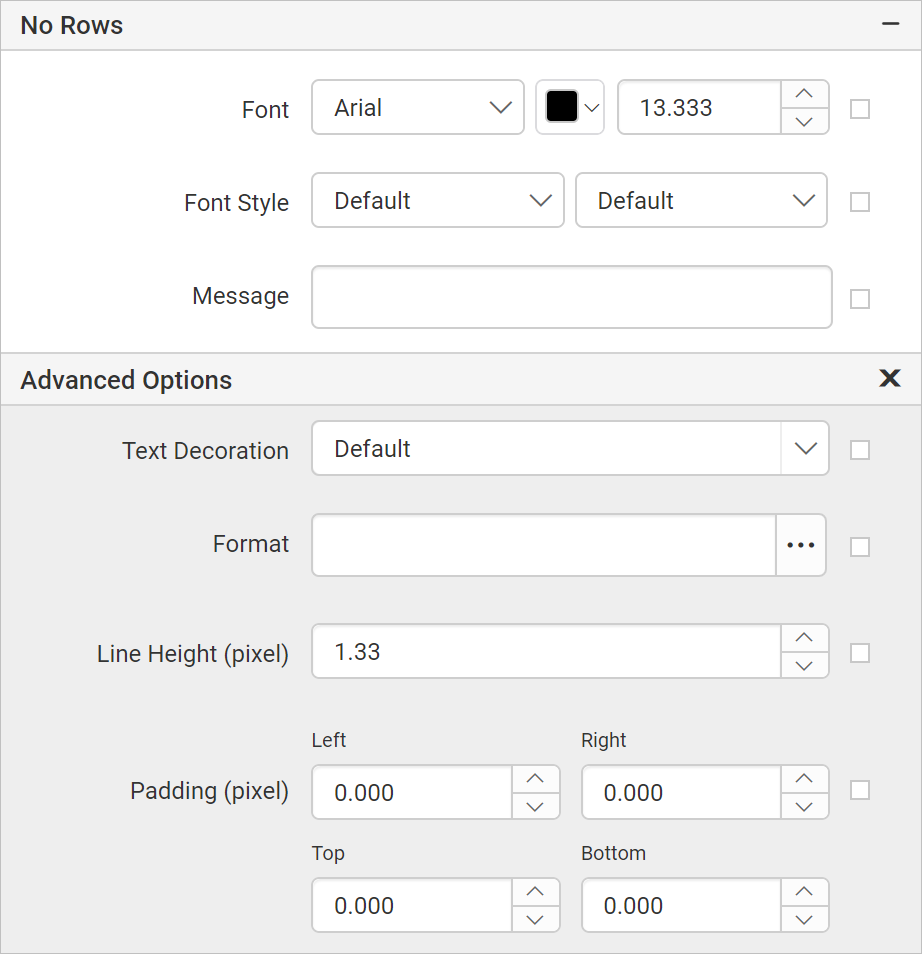 No Rows
Font Arial 13.333
Font Style Default Default
Message
Advanced Options
Text Decoration Default
Format
Line Height (pixel) 1.33
Left Right
Padding (pixel) 0.000 0.000
Top Bottom
0.000 0.000